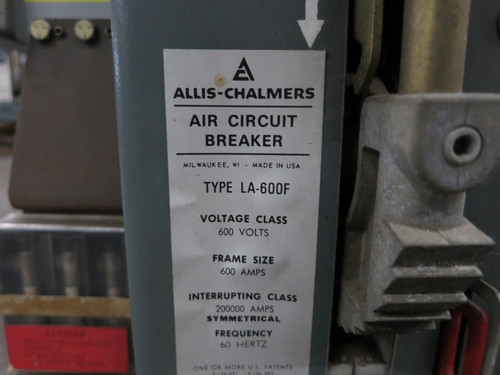 ALLIS-CHALMERS
AIR CIRCUIT
BREAKER
MILWAUKEE, WI - MADE IN USA
TYPE LA-600F
VOLTAGE CLASS
600 VOLTS
FRAME SIZE
600 AMPS
INTERRUPTING CLASS
200000 AMPS
SYMMETRICAL
FREQUENCY
60 HERTZ
ONE OR MORE U.S. PATENTS